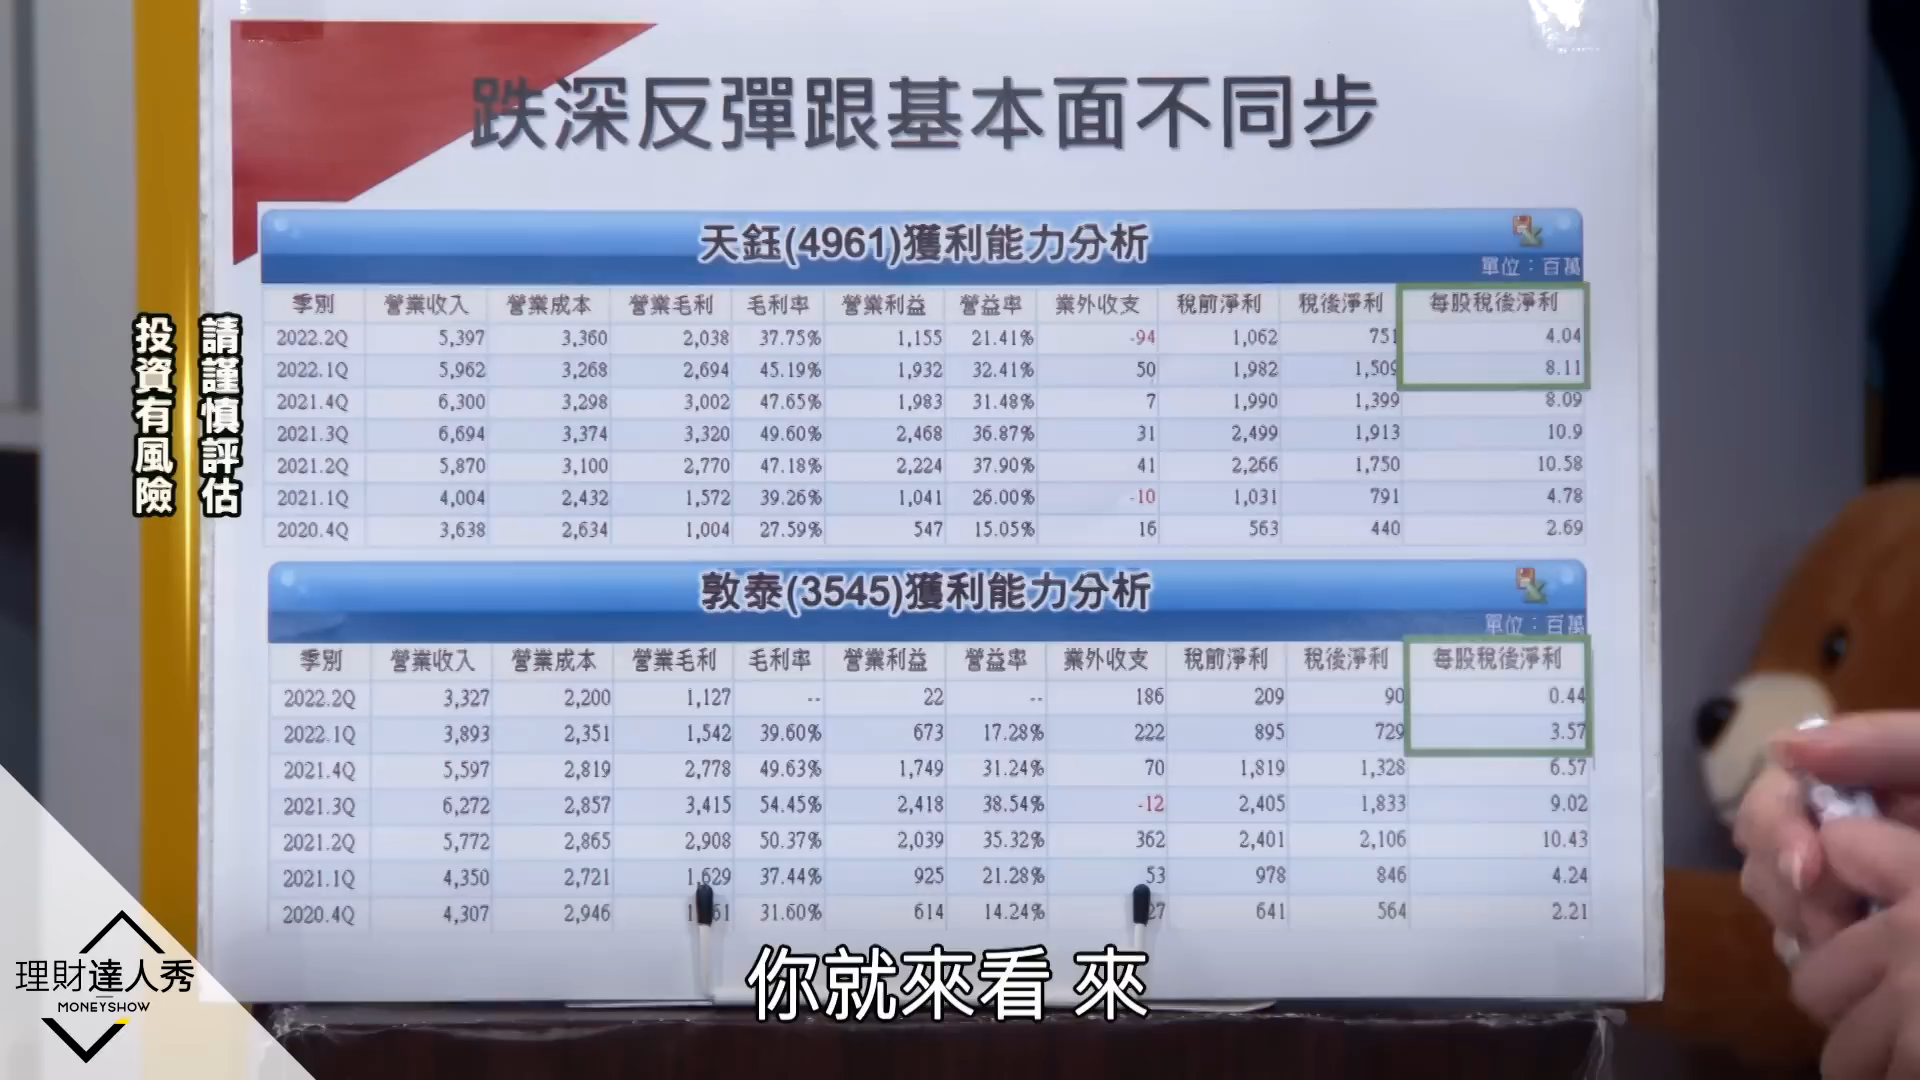 跌深反彈跟基本面不同步
天鈺(4961)獲利能力分析
單位：百萬
季別 營業收入 營業成本 營業毛利 毛利率 營業利益 營益率 業外收支 稅前淨利 稅後淨利 每股稅後淨利
2022.2Q 5,397 3,360 2,038 37.75% 1,155 21.41% -94 1,062 751 4.04
2022.1Q 5,962 3,268 2,694 45.19% 1,932 32.41% 50 1,982 1,509 8.11
2021.4Q 6,300 3,298 3,002 47.65% 1,983 31.48% 7 1,990 1,399 8.09
2021.3Q 6,694 3,374 3,320 49.60% 2,468 36.87% 31 2,499 1,913 10.9
2021.2Q 5,870 3,100 2,770 47.18% 2,224 37.90% 41 2,266 1,750 10.58
2021.1Q 4,004 2,432 1,572 39.26% 1,041 26.00% -10 1,031 791 4.78
2020.4Q 3,638 2,634 1,004 27.59% 547 15.05% 16 563 440 2.69
敦泰(3545)獲利能力分析
單位：百萬
季別 營業收入 營業成本 營業毛利 毛利率 營業利益 營益率 業外收支 稅前淨利 稅後淨利 每股稅後淨利
2022.2Q 3,327 2,200 1,127 -- 22 -- 186 209 90 0.44
2022.1Q 3,893 2,351 1,542 39.60% 673 17.28% 222 895 729 3.57
2021.4Q 5,597 2,819 2,778 49.63% 1,749 31.24% 70 1,819 1,328 6.57
2021.3Q 6,272 2,857 3,415 54.45% 2,418 38.54% -12 2,405 1,833 9.02
2021.2Q 5,772 2,865 2,908 50.37% 2,039 35.32% 362 2,401 2,106 10.43
2021.1Q 4,350 2,721 1,629 37.44% 925 21.28% 53 978 846 4.24
2020.4Q 4,307 2,946 31.60% 614 14.24% 641 564 2.21
請謹慎評估
投資有風險
理財達人秀
MONEYSHOW
你就來看 來